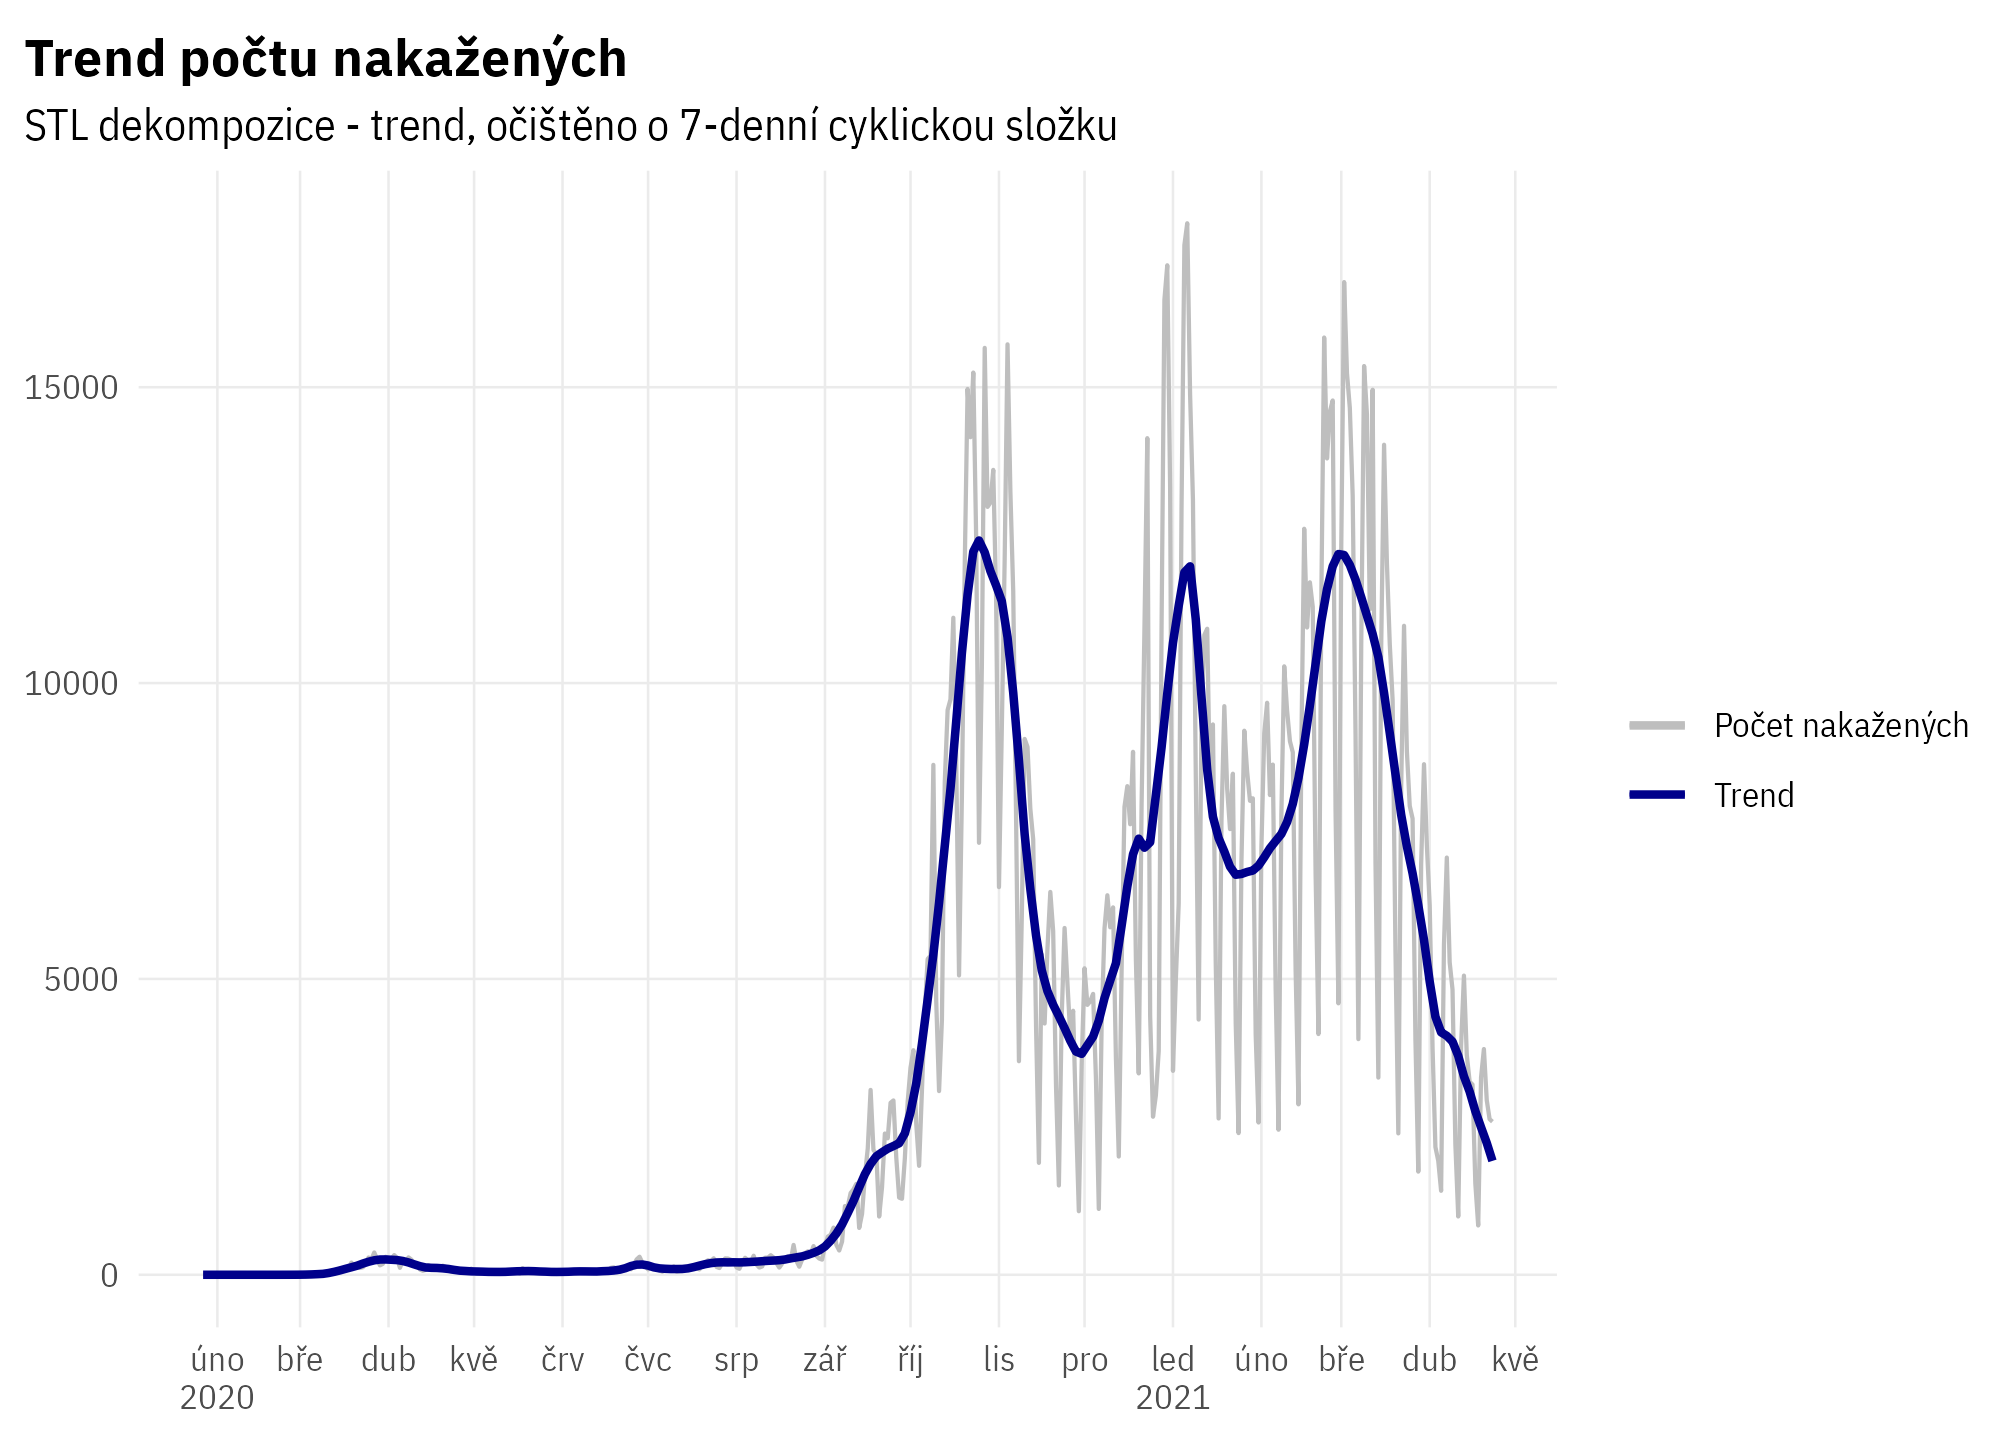 Trend počtu nakažených
STL dekompozice - trend, očištěno o 7-denní cyklickou složku
15000
10000
5000
0
úno bře dub kvě črv čvc srp zář říj lis pro led úno bře dub kvě
2020 2021
Počet nakažených
Trend